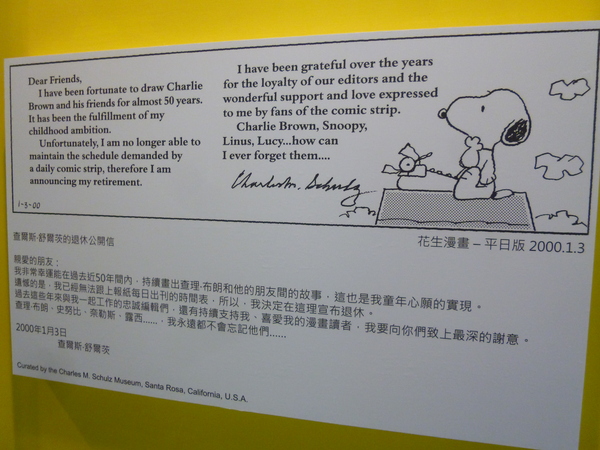 Dear Friends,
I have been fortunate to draw Charlie
Brown and his friends for almost 50 years.
It has been the fulfillment of my
childhood ambition.
Unfortunately, I am no longer able to
maintain the schedule demanded by
a daily comic strip, therefore I am
announcing my retirement.
1-3-00
I have been grateful over the years
for the loyalty of our editors and the
wonderful support and love expressed
to me by fans of the comic strip.
Charlie Brown, Snoopy,
Linus, Lucy...how can
I ever forget them....
Charles M. Schulz
花生漫畫 – 平日版 2000.1.3
查爾斯·舒爾茨的退休公開信
親愛的朋友：
我非常幸運能在過去近50年間內，持續畫出查理·布朗和他的朋友間的故事，這也是我童年心願的實現。
遺憾的是，我已經無法跟上報紙每日出刊的時間表，所以，我決定在這理宣布退休。
過去這些年來與我一起工作的忠誠編輯們，還有持續支持我、喜愛我的漫畫讀者，我要向你們致上最深的謝意。
查理·布朗、史努比、奈勒斯、露西......，我永遠都不會忘記他們......
2000年1月3日
查爾斯·舒爾茨
Curated by the Charles M. Schulz Museum, Santa Rosa, California, U.S.A.